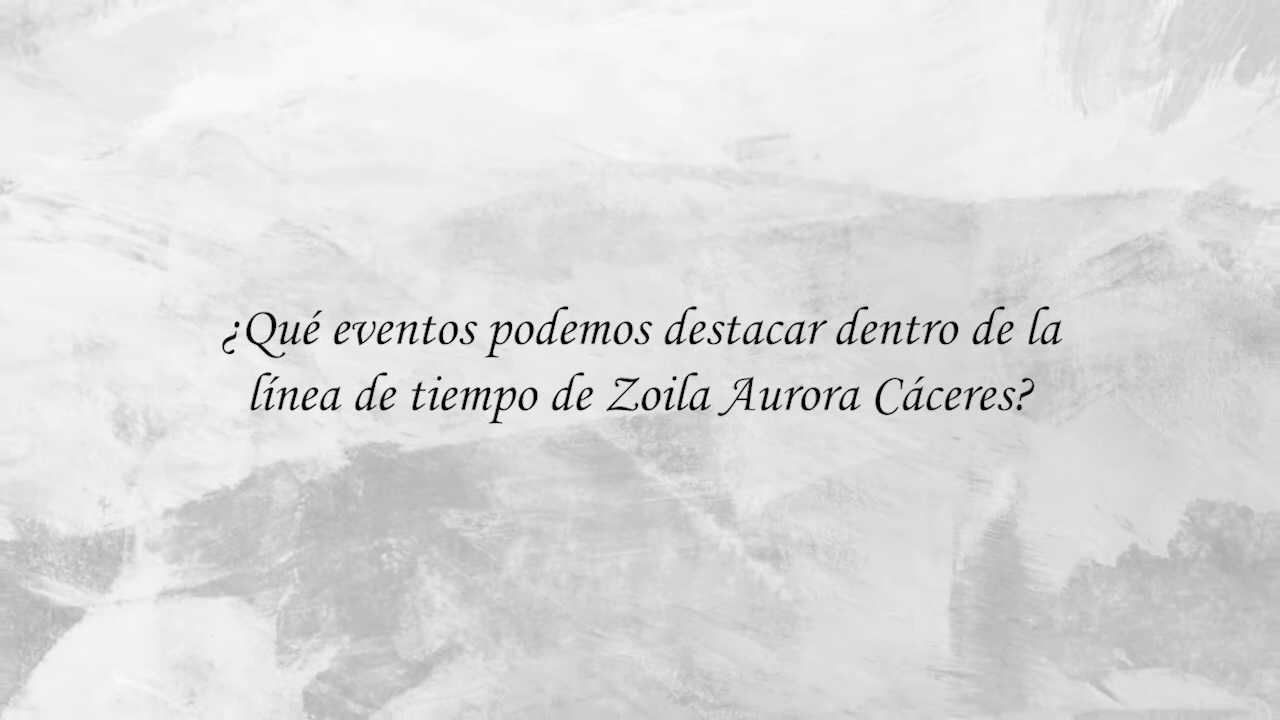 ¿Qué eventos podemos destacar dentro de la
línea de tiempo de Zoila Aurora Cáceres?